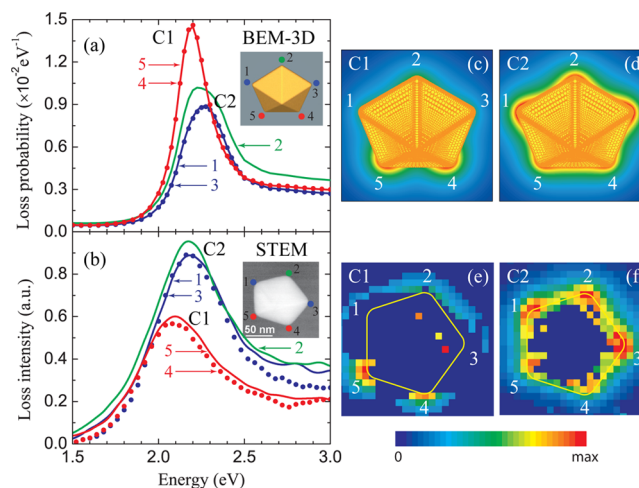 1.5
1.2
0.9
0.6
0.3
0.0
Loss probability (×10⁻²eV⁻¹)
(a)
C1
BEM-3D
5
4
C2
2
1
3
2
1
3
5
4
0.8
0.6
0.4
0.2
0.0
Loss intensity (a.u.)
(b)
C2
STEM
1
3
C1
2
5
4
2
1
3
5
4
50 nm
1.5
2.0
2.5
3.0
Energy (eV)
C1
2
(c)
1
3
5
4
C2
2
(d)
1
3
5
4
C1
2
(e)
1
3
5
4
C2
2
(f)
1
3
5
4
0
max